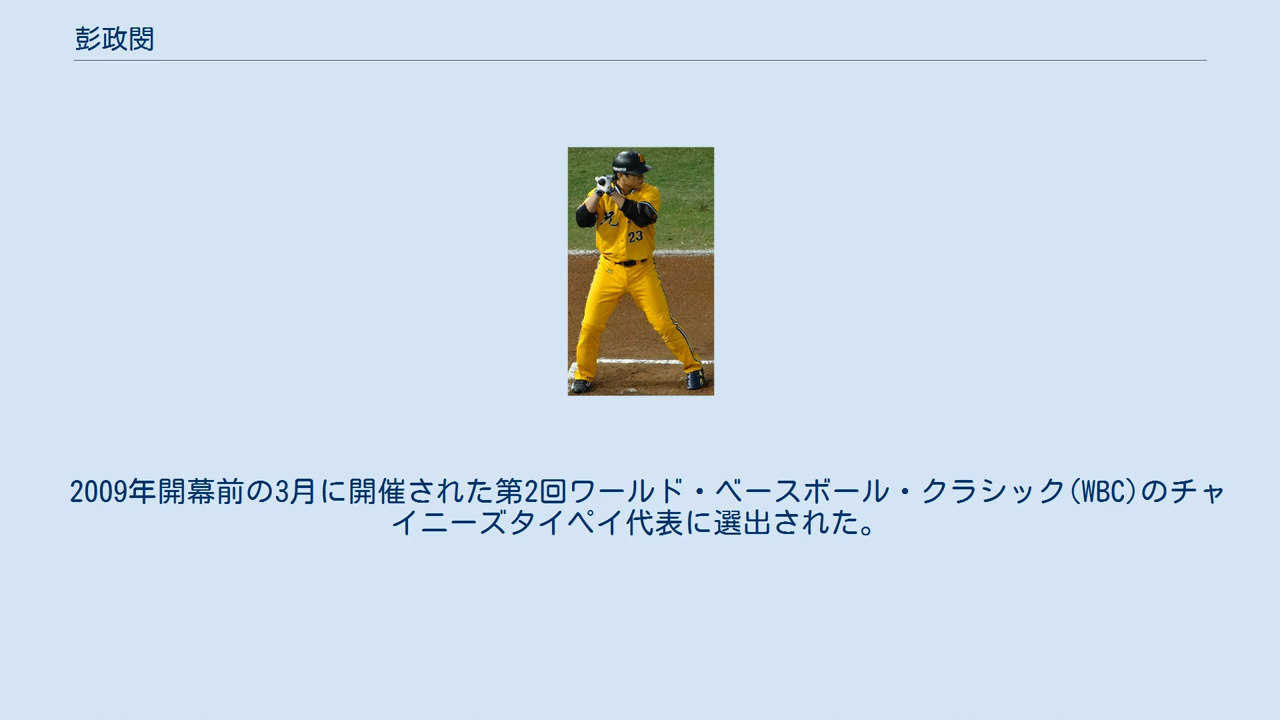 彭政閔
23
2009年開幕前の3月に開催された第2回ワールド・ベースボール・クラシック(WBC)のチャ
イニーズタイペイ代表に選出された。